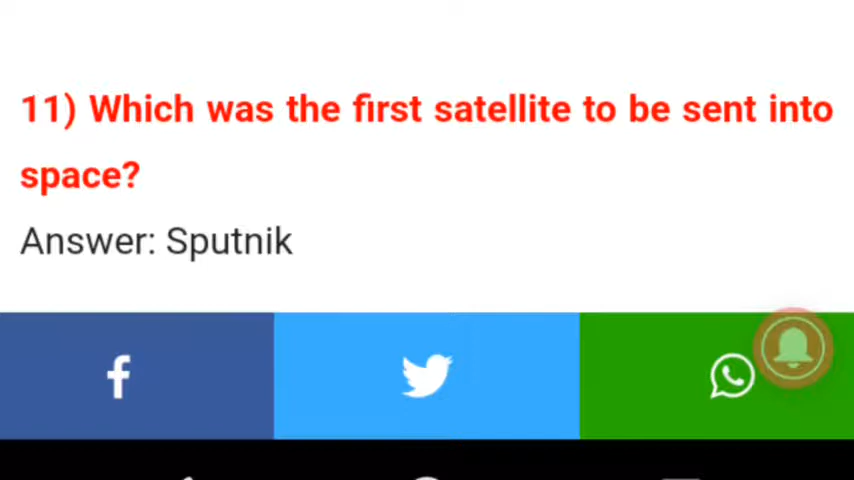 11) Which was the first satellite to be sent into
space?
Answer: Sputnik